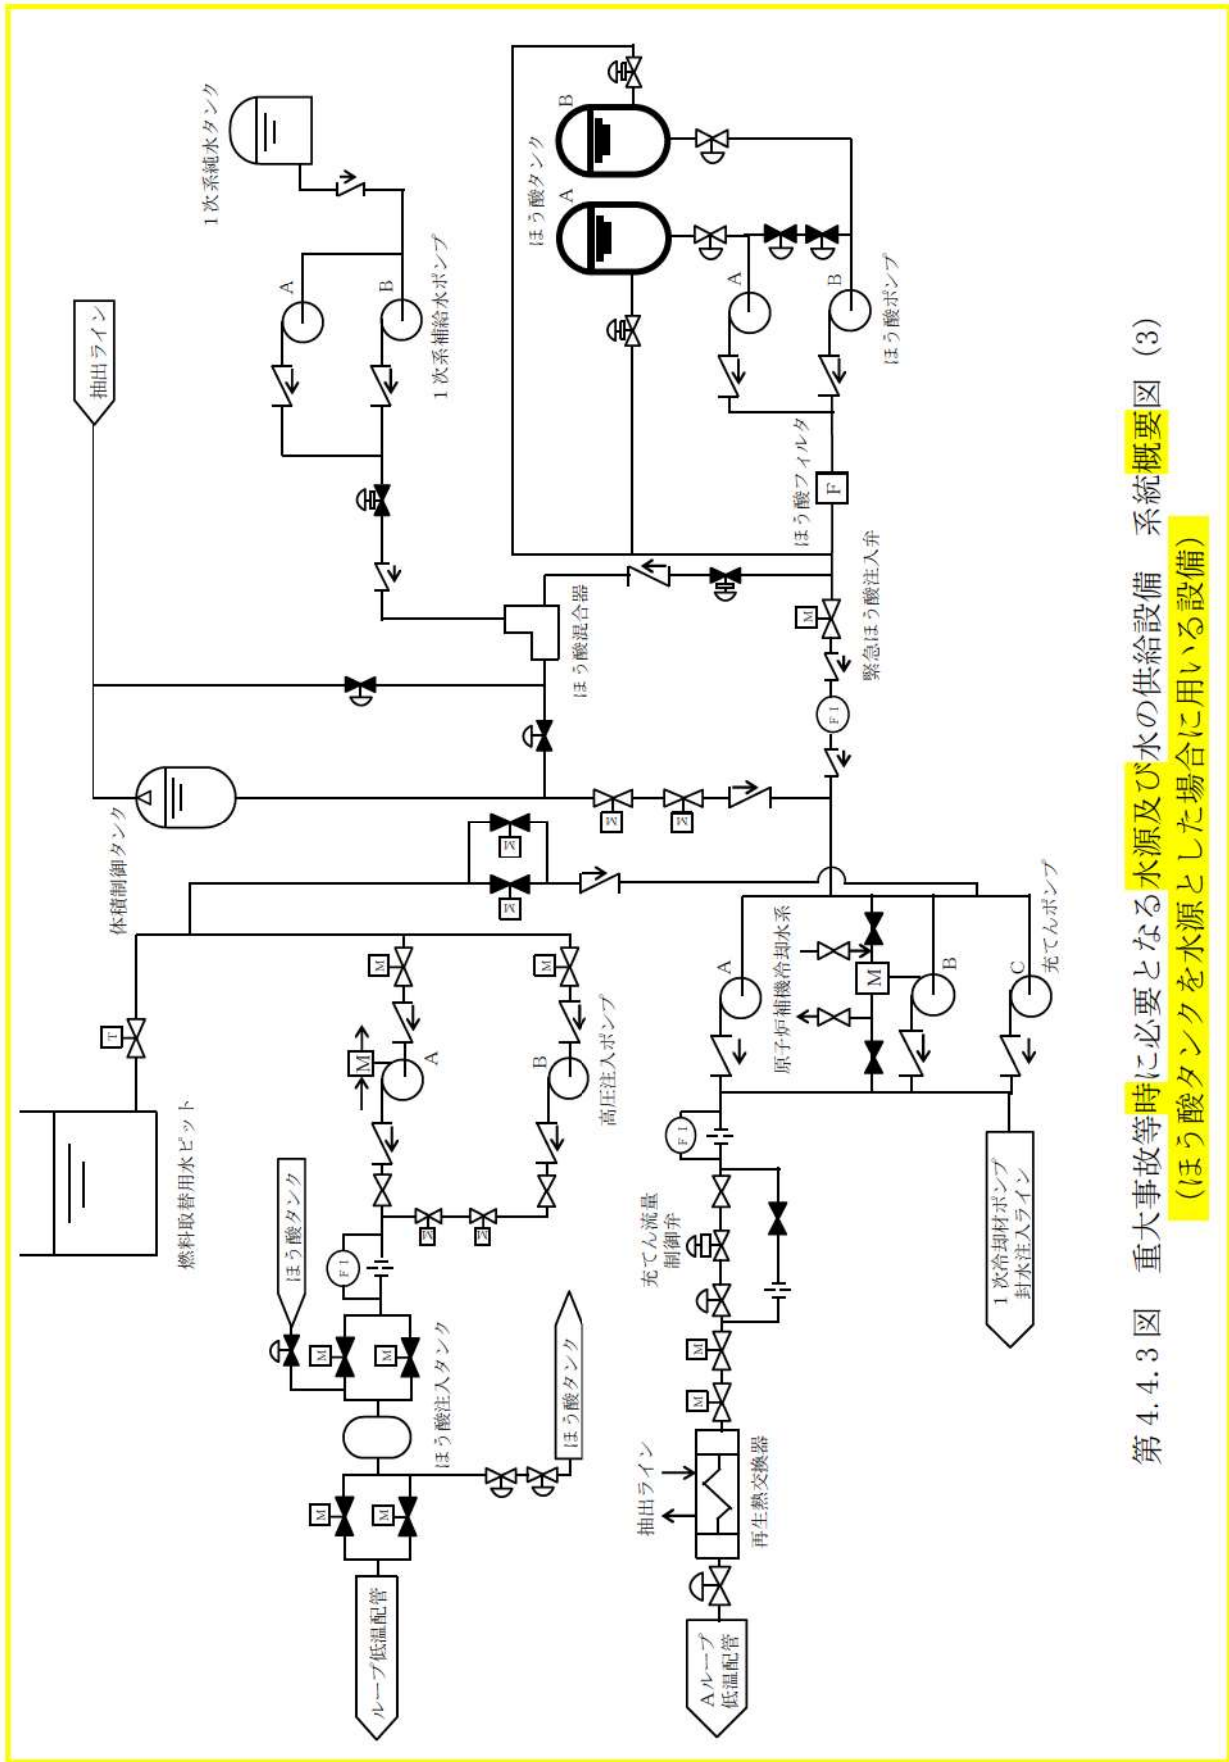 1次系純水タンク
ほう酸タンク
A
B
抽出ライン
A
B
1次系補給水ポンプ
A
B
ほう酸ポンプ
ほう酸フィルタ
F
ほう酸混合器
M
緊急ほう酸注入弁
FI
体積制御タンク
M
M
M
M
T
燃料取替用水ピット
M
M
M
A
B
高圧注入ポンプ
A
原子炉補機冷却水系
M
B
C
充てんポンプ
ほう酸タンク
FI
M
M
M
M
ほう酸注入タンク
ほう酸タンク
M
M
ループ低温配管
FI
充てん流量
制御弁
M
M
抽出ライン
再生熱交換器
Aループ
低温配管
1次冷却材ポンプ
封水注入ライン
第4.4.3図 重大事故等時に必要となる水源及び水の供給設備 系統概要図 (3)
(ほう酸タンクを水源とした場合に用いる設備)